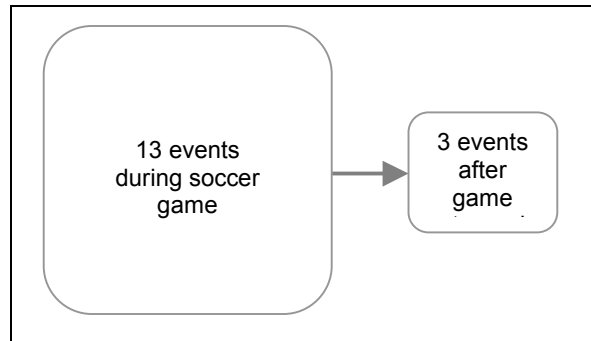 13 events
during soccer
game
3 events
after
game